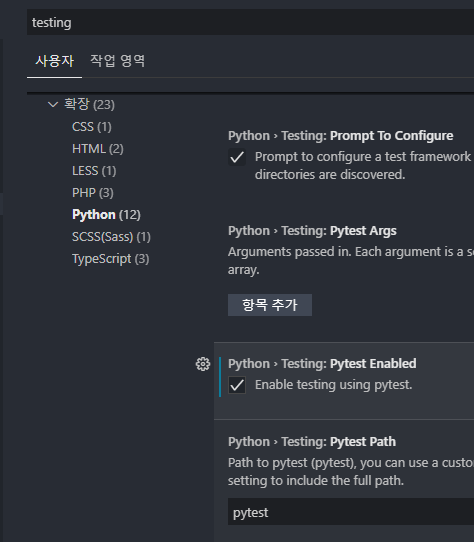 testing
사용자 작업 영역
확장 (23)
CSS (1)
HTML (2)
LESS (1)
PHP (3)
Python (12)
SCSS(Sass) (1)
TypeScript (3)
Python › Testing: Prompt To Configure
Prompt to configure a test framework
directories are discovered.
Python › Testing: Pytest Args
Arguments passed in. Each argument is a
array.
항목 추가
Python › Testing: Pytest Enabled
Enable testing using pytest.
Python › Testing: Pytest Path
Path to pytest (pytest), you can use a
setting to include the full path.
pytest